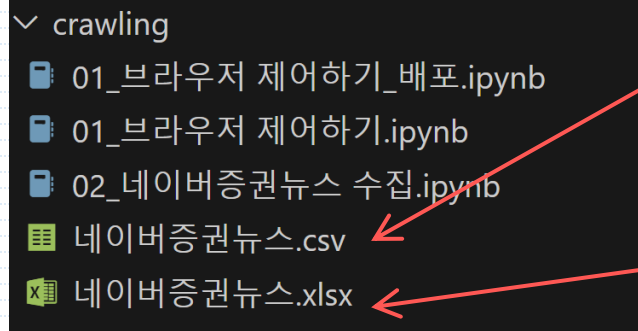 crawling
01_브라우저 제어하기_배포.ipynb
01_브라우저 제어하기.ipynb
02_네이버증권뉴스 수집.ipynb
네이버증권뉴스.csv
네이버증권뉴스.xlsx